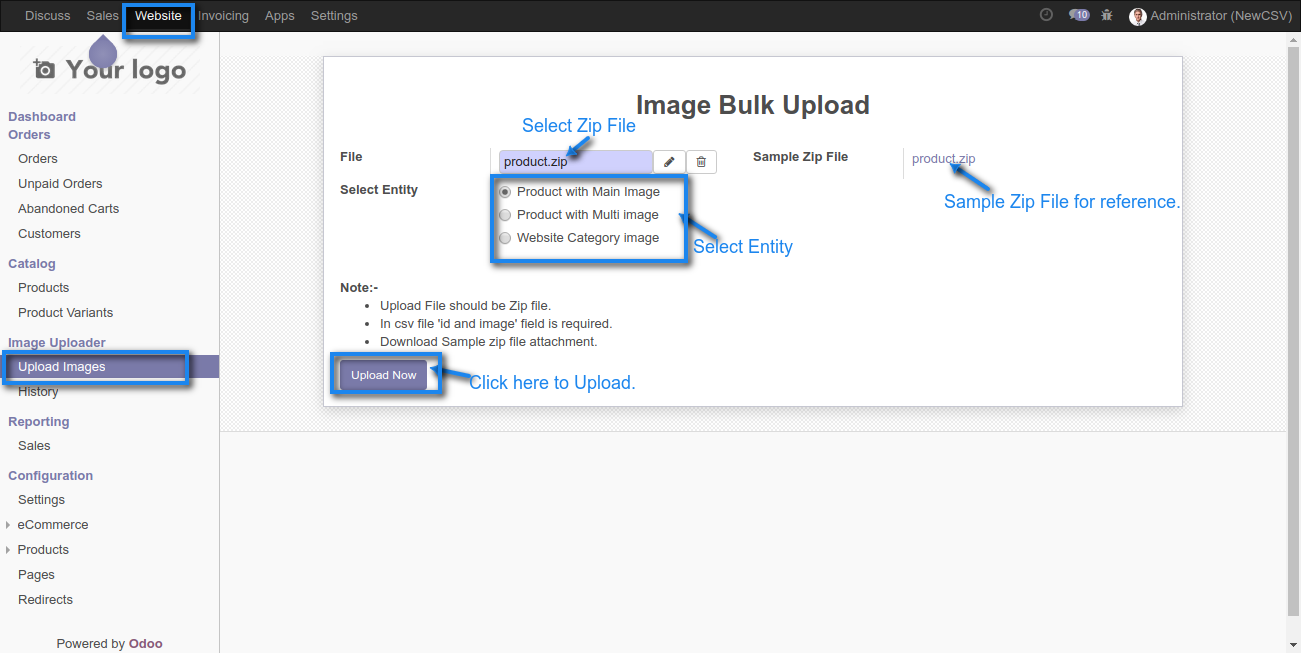 Discuss Sales Website Invoicing Apps Settings 10 Administrator (NewCSV)
Your logo
Dashboard
Orders
Orders
Unpaid Orders
Abandoned Carts
Customers
Catalog
Products
Product Variants
Image Uploader
Upload Images
History
Reporting
Sales
Configuration
Settings
eCommerce
Products
Pages
Redirects
Powered by Odoo
Image Bulk Upload
Select Zip File
File product.zip Sample Zip File product.zip
Sample Zip File for reference.
Select Entity
Product with Main Image
Product with Multi image
Website Category image
Select Entity
Note:-
Upload File should be Zip file.
In csv file 'id and image' field is required.
Download Sample zip file attachment.
Upload Now
Click here to Upload.